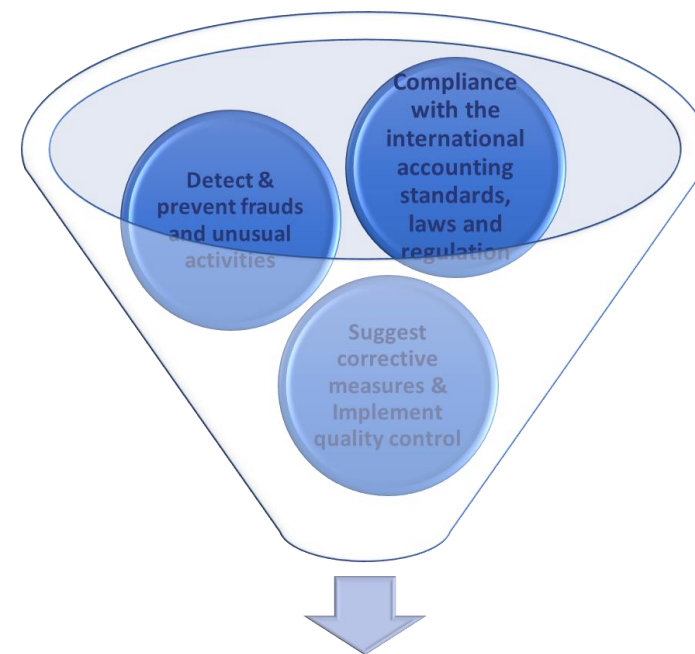 Compliance
with the
international
accounting
standards,
laws and
regulation
Detect &
prevent frauds
and unusual
activities
Suggest
corrective
measures &
Implement
quality control